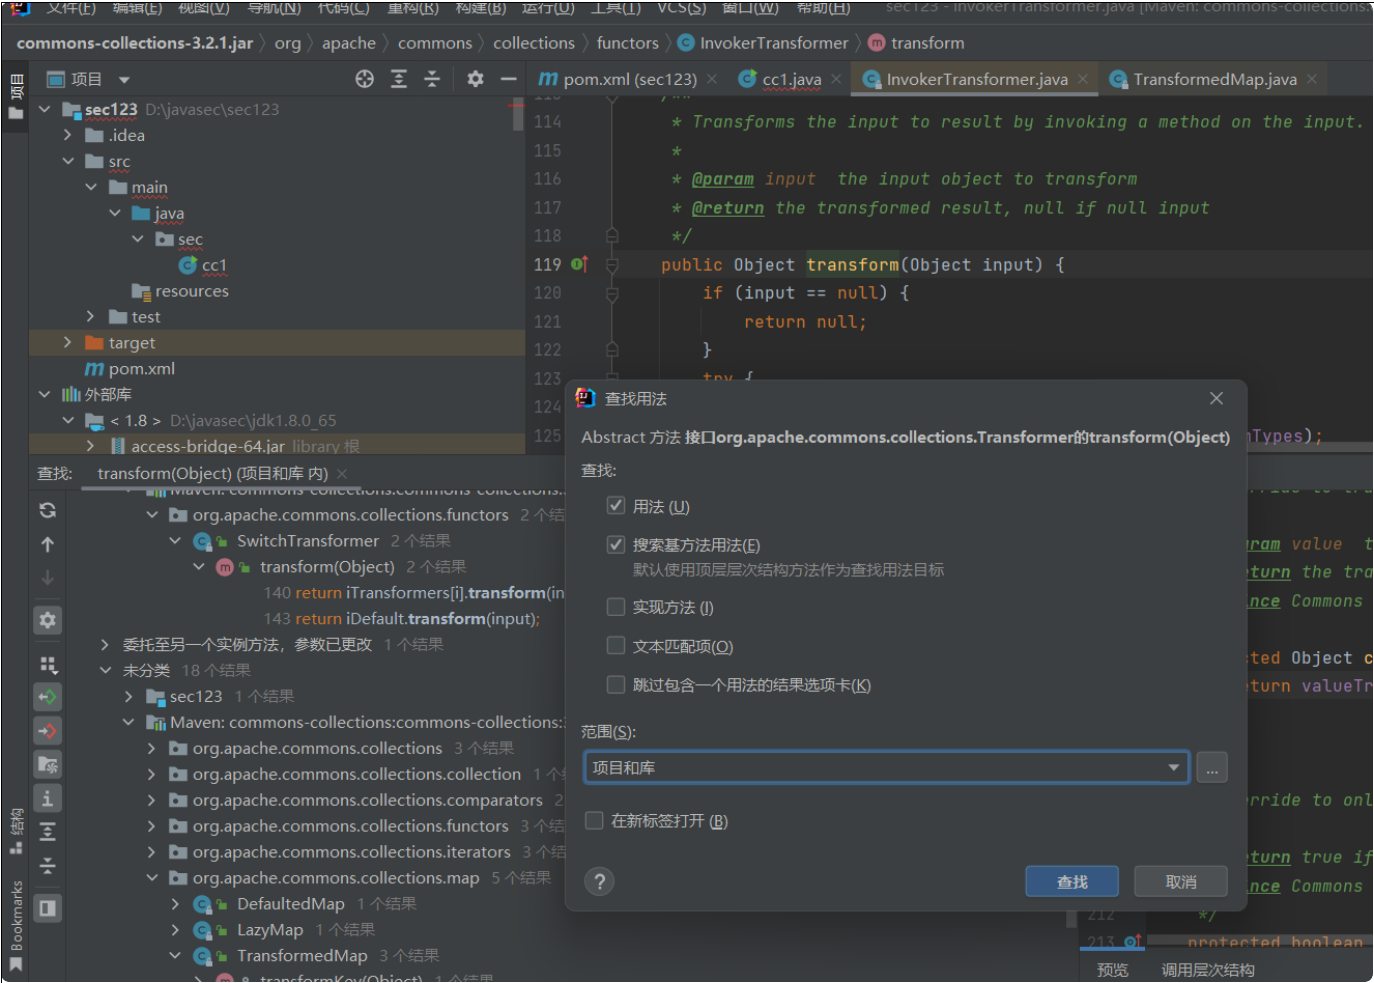 文件(F) 编辑(E) 视图(V) 导航(N) 代码(C) 重构(R) 构建(B) 运行(U) 工具(T) VCS(S) 窗口(W) 帮助(H) sec123 - InvokerTransformer.java [Maven: commons-collections:
commons-collections-3.2.1.jar org apache commons collections functors InvokerTransformer transform
项目
项目
pom.xml (sec123) cc1.java InvokerTransformer.java TransformedMap.java
sec123 D:\javasec\sec123
.idea
src
main
java
sec
cc1
resources
test
target
pom.xml
外部库
< 1.8 > D:\javasec\jdk1.8.0_65
access-bridge-64.jar library 根
114 * Transforms the input to result by invoking a method on the input.
115 *
116 * @param input the input object to transform
117 * @return the transformed result, null if null input
118 */
119 public Object transform(Object input) {
120 if (input == null) {
121 return null;
122 }
123 try {
124
125 mTypes);
查找: transform(Object) (项目和库 内)
Maven: commons-collections:commons-collections:
org.apache.commons.collections.functors 2 个结
SwitchTransformer 2 个结果
transform(Object) 2 个结果
140 return iTransformers[i].transform(in
143 return iDefault.transform(input);
委托至另一个实例方法，参数已更改 1 个结果
未分类 18 个结果
sec123 1 个结果
Maven: commons-collections:commons-collections:
org.apache.commons.collections 3 个结果
org.apache.commons.collections.collection 1 个
org.apache.commons.collections.comparators 2
org.apache.commons.collections.functors 3 个结
org.apache.commons.collections.iterators 3 个结
org.apache.commons.collections.map 5 个结果
DefaultedMap 1 个结果
LazyMap 1 个结果
TransformedMap 3 个结果
transformKey(Object) 1 个结果
结构
Bookmarks
查找用法
Abstract 方法 接口org.apache.commons.collections.Transformer的transform(Object)
查找:
用法 (U)
搜索基方法用法(E)
默认使用顶层层次结构方法作为查找用法目标
实现方法 (I)
文本匹配项(O)
跳过包含一个用法的结果选项卡(K)
范围(S):
项目和库
...
在新标签打开 (B)
?
查找 取消
ride to tra
ram value t
turn the tra
nce Commons
ted Object c
turn valueTr
rride to onl
turn true if
nce Commons
212 */
213 protected boolean
预览 调用层次结构